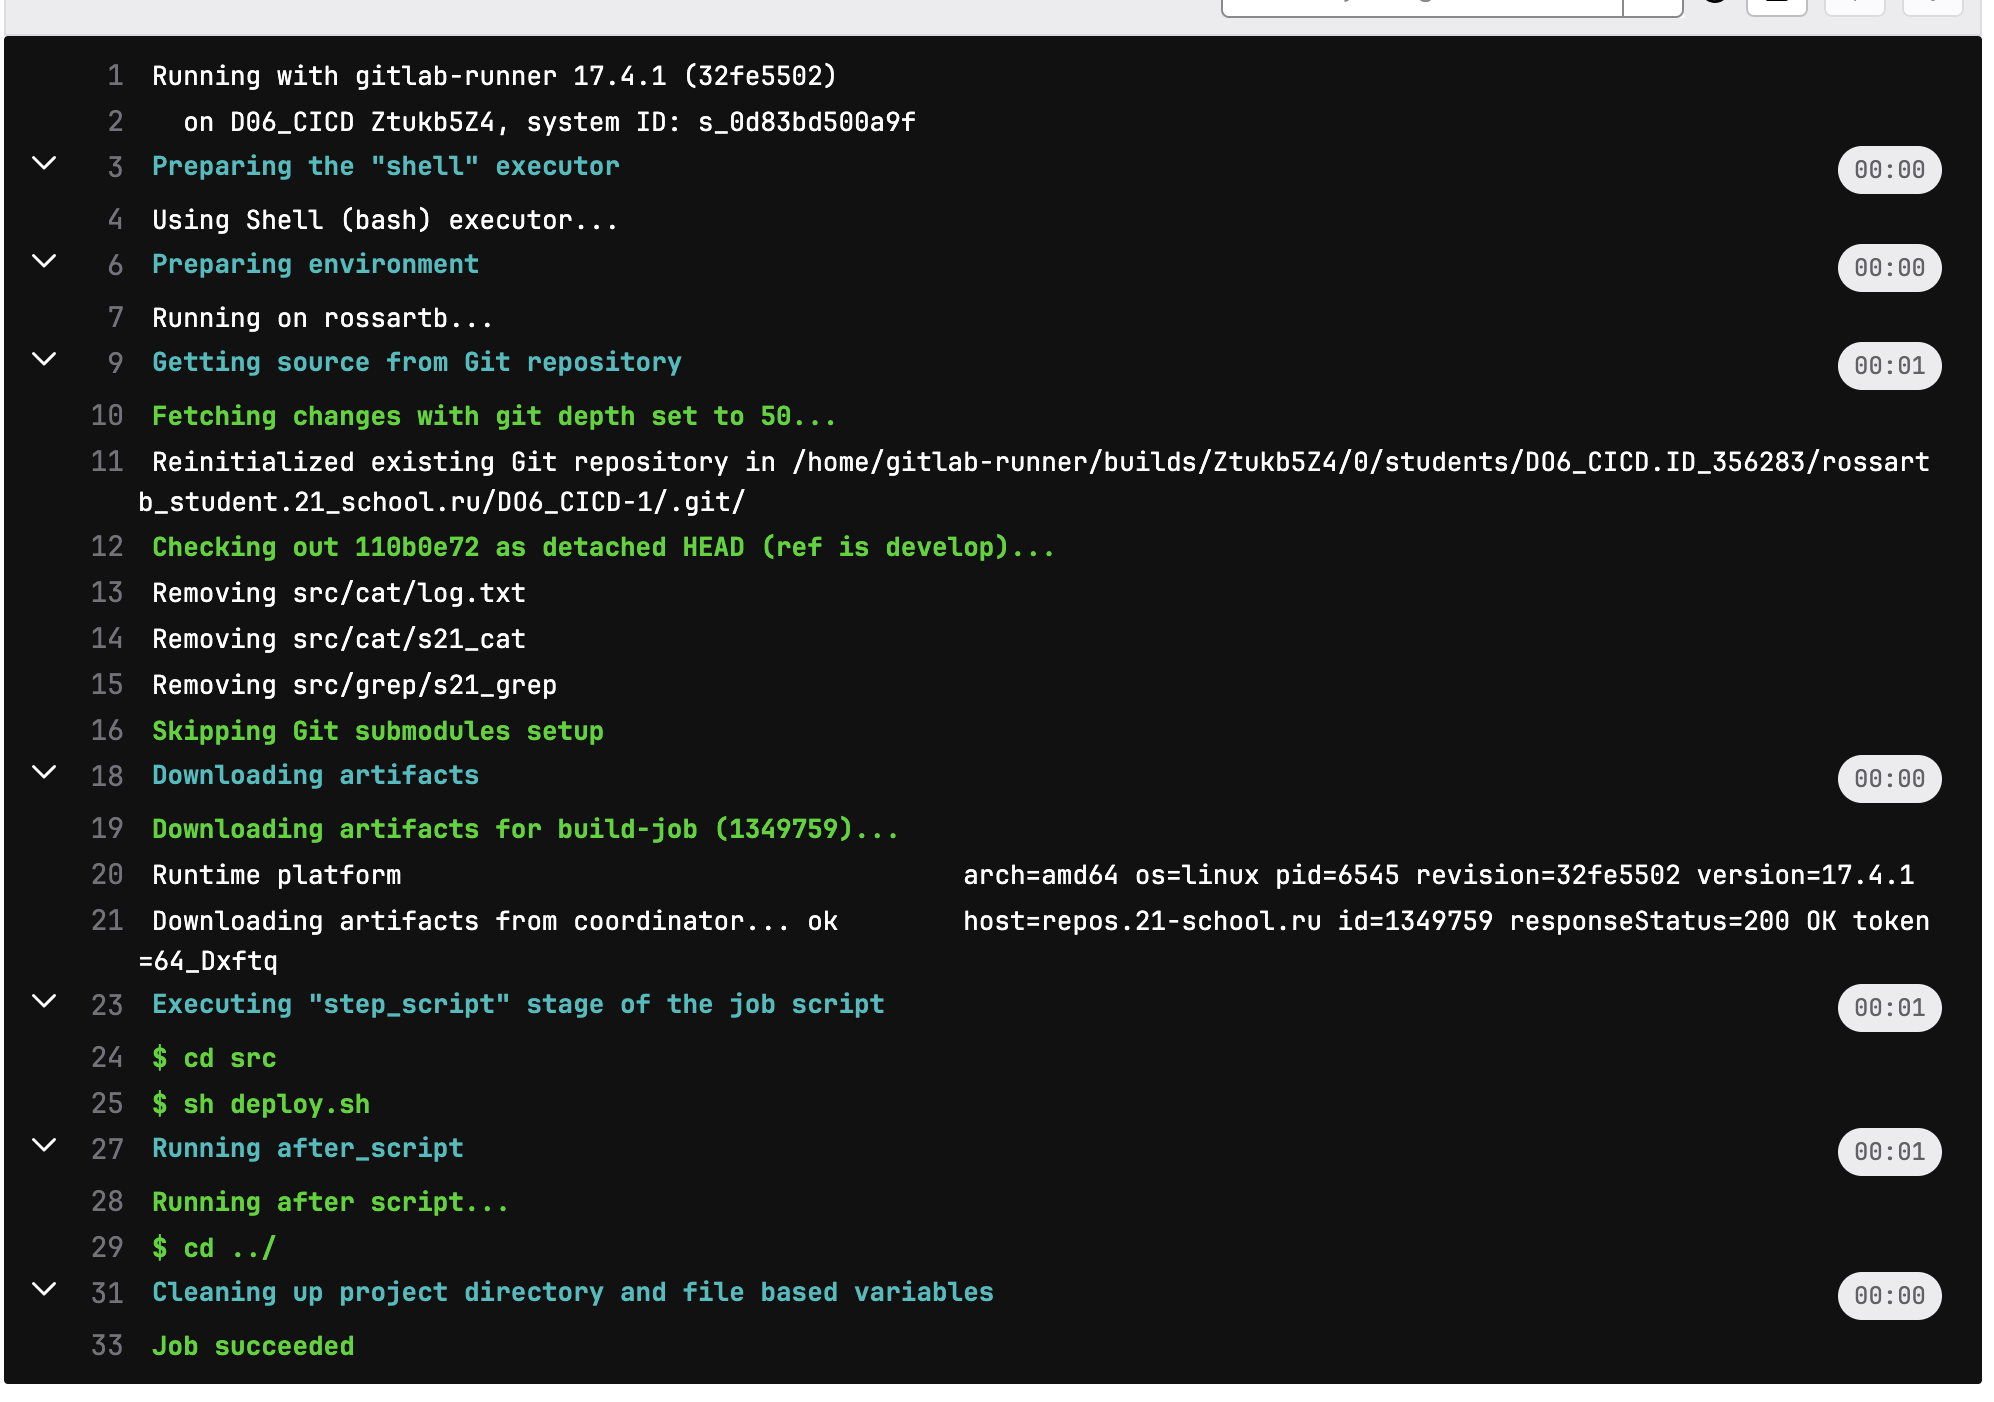 1 Running with gitlab-runner 17.4.1 (32fe5502)
2 on D06_CICD Ztukb5Z4, system ID: s_0d83bd500a9f
3 Preparing the "shell" executor 00:00
4 Using Shell (bash) executor...
6 Preparing environment 00:00
7 Running on rossartb...
9 Getting source from Git repository 00:01
10 Fetching changes with git depth set to 50...
11 Reinitialized existing Git repository in /home/gitlab-runner/builds/Ztukb5Z4/0/students/DO6_CICD.ID_356283/rossart
b_student.21_school.ru/DO6_CICD-1/.git/
12 Checking out 110b0e72 as detached HEAD (ref is develop)...
13 Removing src/cat/log.txt
14 Removing src/cat/s21_cat
15 Removing src/grep/s21_grep
16 Skipping Git submodules setup
18 Downloading artifacts 00:00
19 Downloading artifacts for build-job (1349759)...
20 Runtime platform arch=amd64 os=linux pid=6545 revision=32fe5502 version=17.4.1
21 Downloading artifacts from coordinator... ok host=repos.21-school.ru id=1349759 responseStatus=200 OK token
=64_Dxftq
23 Executing "step_script" stage of the job script 00:01
24 $ cd src
25 $ sh deploy.sh
27 Running after_script 00:01
28 Running after script...
29 $ cd ../
31 Cleaning up project directory and file based variables 00:00
33 Job succeeded